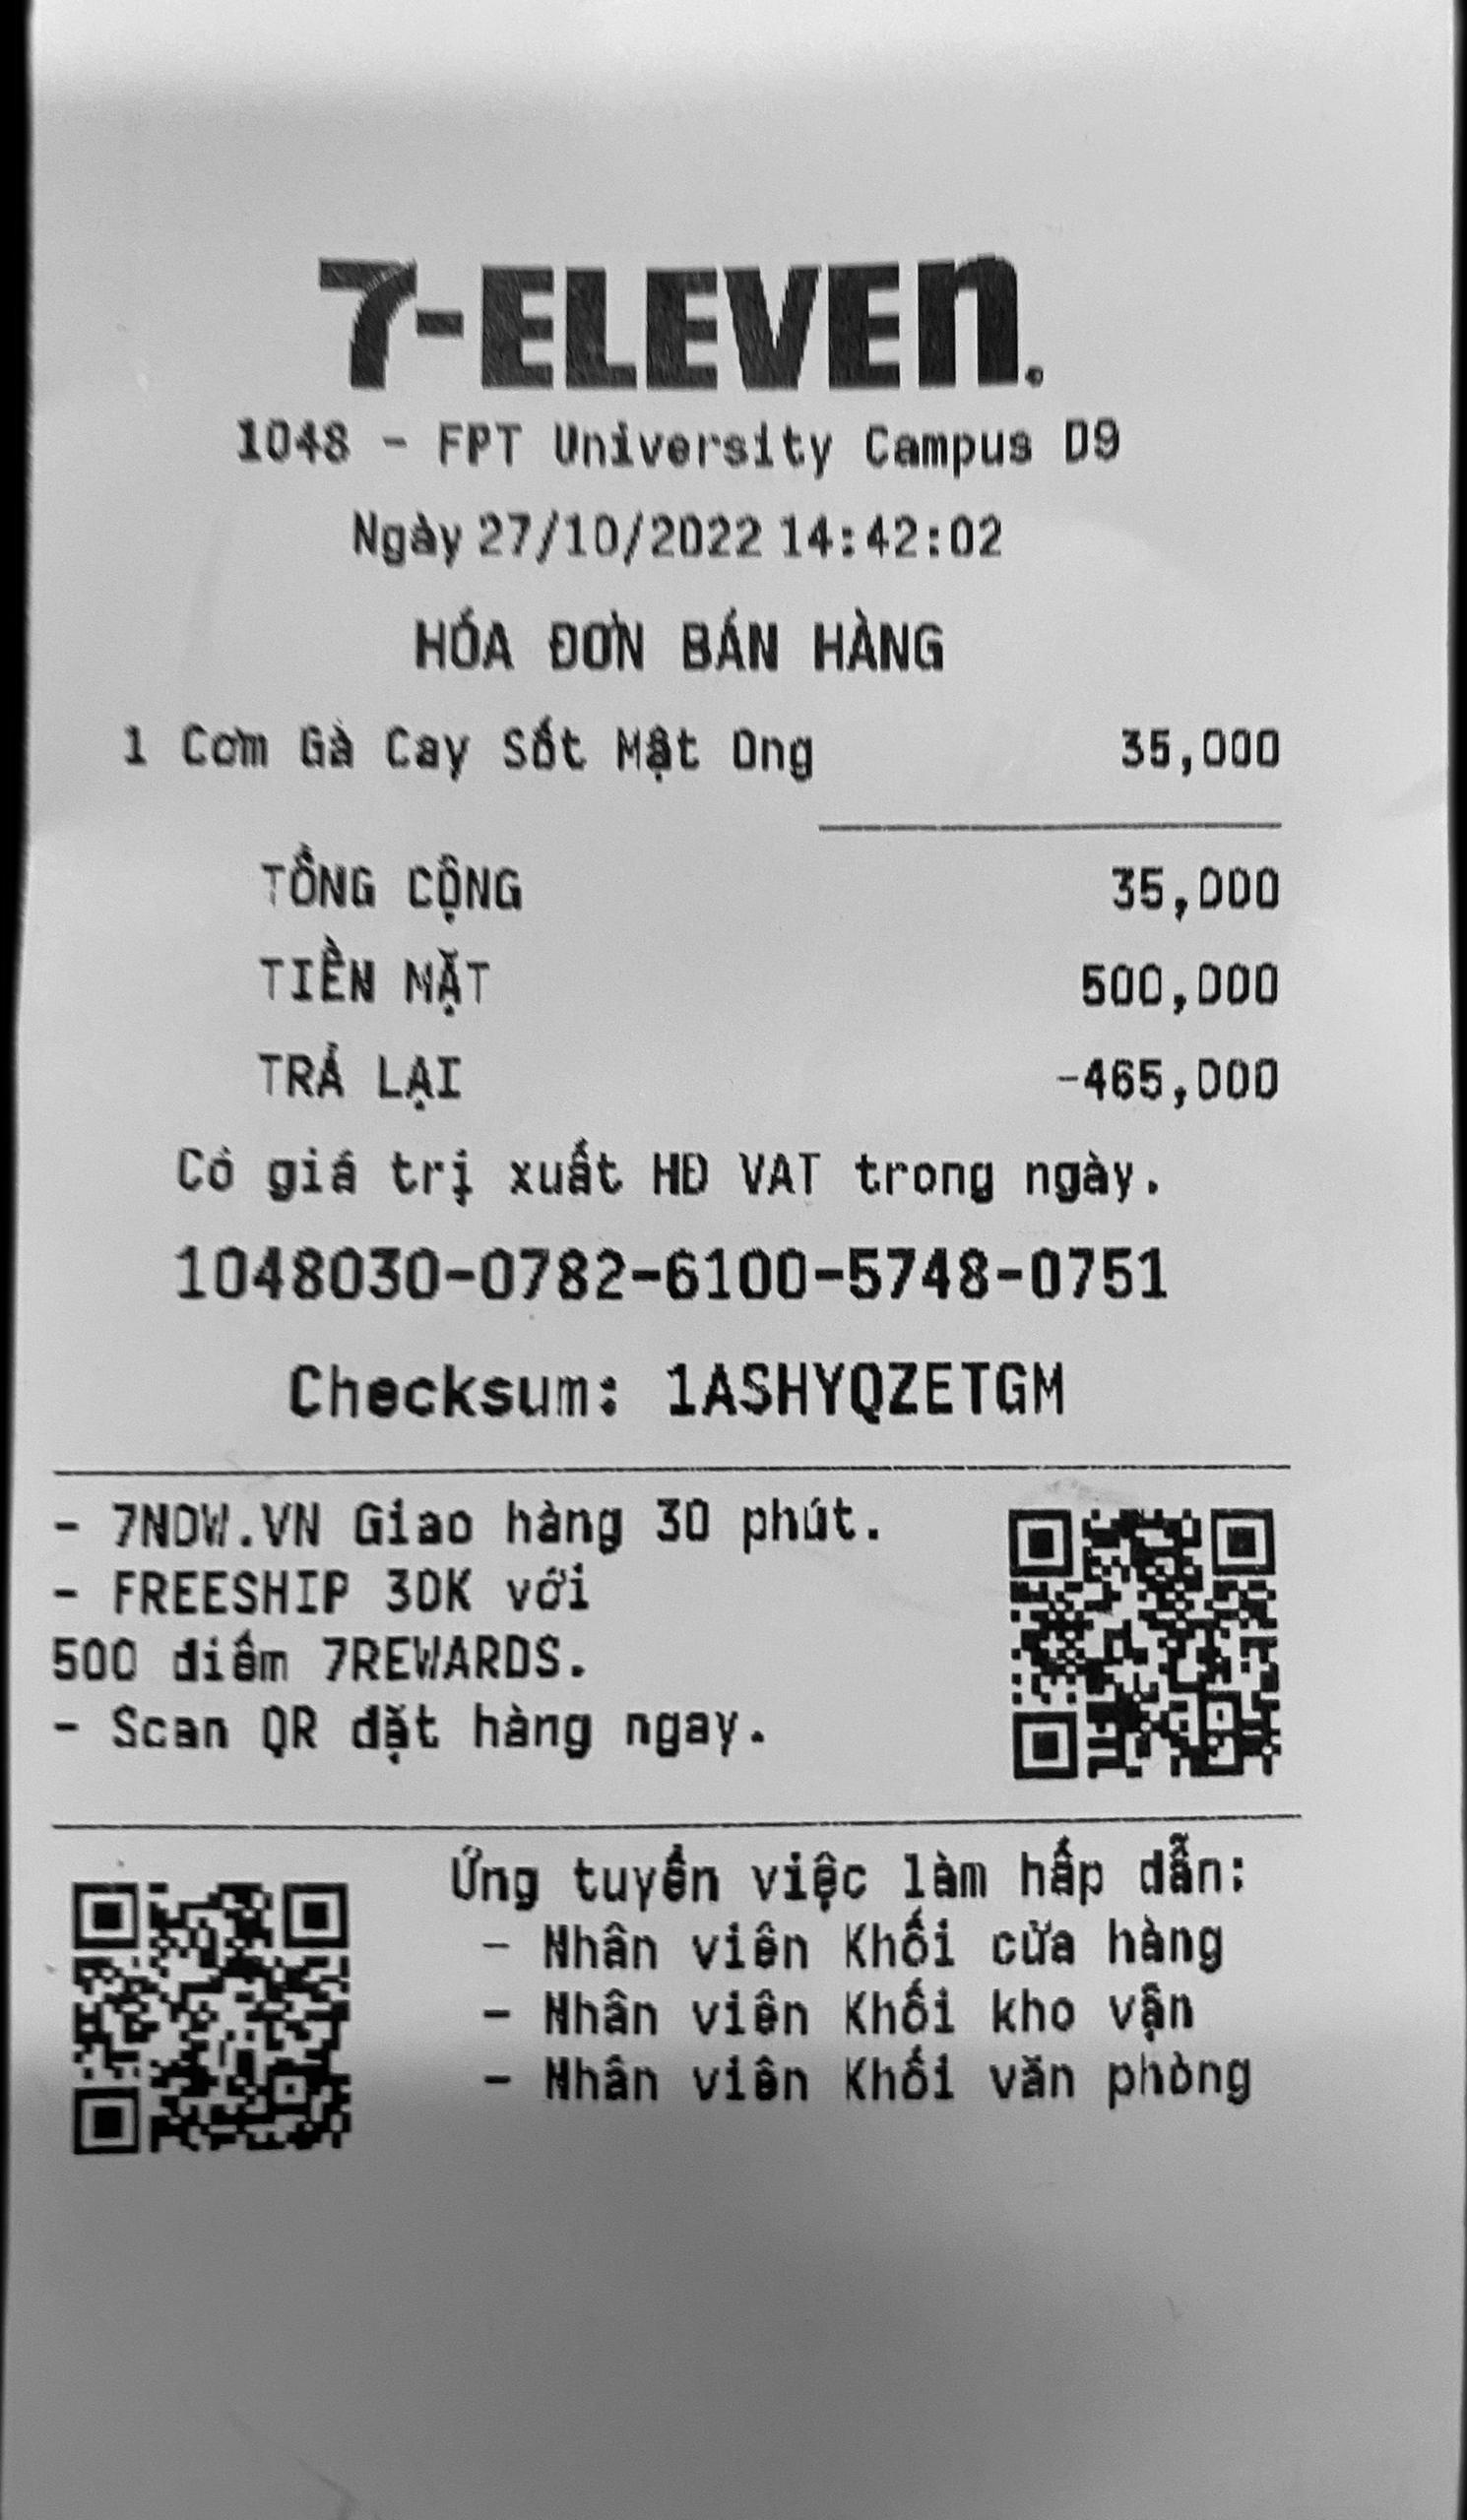 7-ELEVEn.
1048 - FPT University Campus D9
Ngày 27/10/2022 14:42:02
HÓA ĐƠN BÁN HÀNG
1 Cơm Gà Cay Sốt Mật Ong 35,000
TỔNG CỘNG 35,000
TIỀN MẶT 500,000
TRẢ LẠI -465,000
Có giá trị xuất HĐ VAT trong ngày.
1048030-0782-6100-5748-0751
Checksum: 1ASHYQZETGM
- 7NOW.VN Giao hàng 30 phút.
- FREESHIP 30K với
500 điểm 7REWARDS.
- Scan QR đặt hàng ngay.
Ứng tuyển việc làm hấp dẫn:
- Nhân viên Khối cửa hàng
- Nhân viên Khối kho vận
- Nhân viên Khối văn phòng